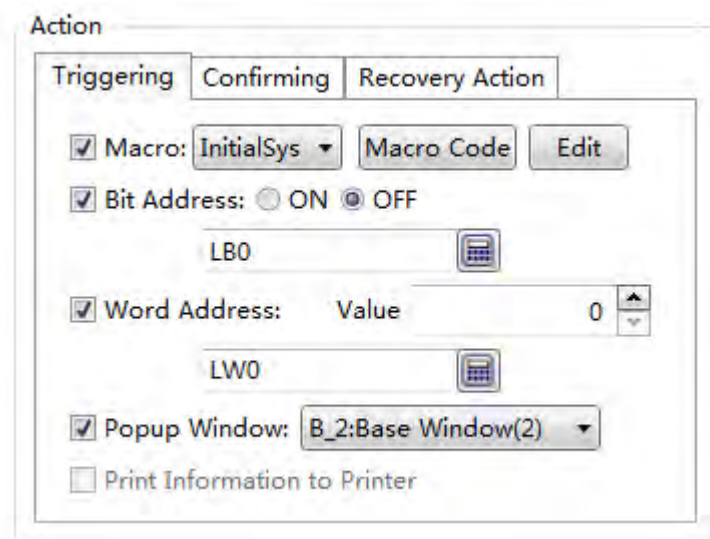 Action
Triggering Confirming Recovery Action
Macro: InitialSys Macro Code Edit
Bit Address: ON OFF
LB0
Word Address: Value 0
LW0
Popup Window: B_2:Base Window(2)
Print Information to Printer